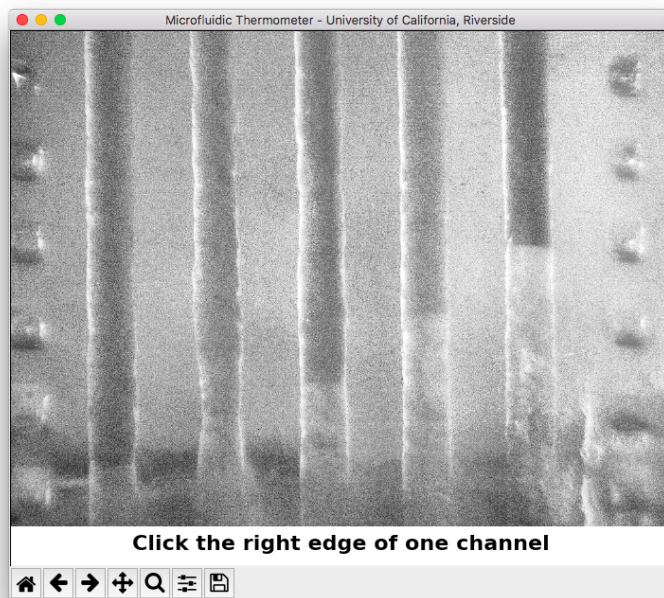 Microfluidic Thermometer - University of California, Riverside
Click the right edge of one channel